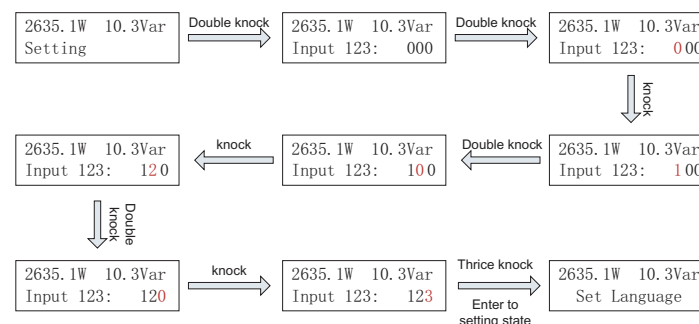 2635.1W 10.3Var
Setting
Double knock
2635.1W 10.3Var
Input 123: 000
Double knock
2635.1W 10.3Var
Input 123: 000
knock
2635.1W 10.3Var
Input 123: 100
Double knock
2635.1W 10.3Var
Input 123: 100
knock
2635.1W 10.3Var
Input 123: 120
Double
knock
2635.1W 10.3Var
Input 123: 120
knock
2635.1W 10.3Var
Input 123: 123
Thrice knock
Enter to
setting state
2635.1W 10.3Var
Set Language